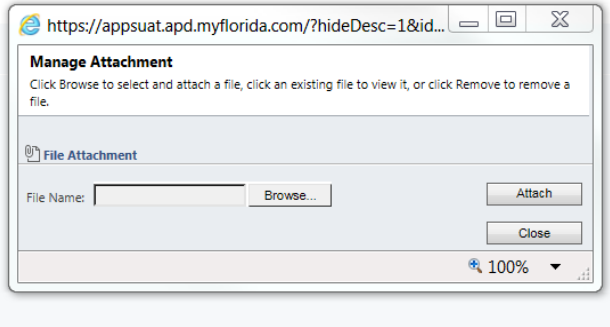 https://appsuat.apd.myflorida.com/?hideDesc=1&id...
Manage Attachment
Click Browse to select and attach a file, click an existing file to view it, or click Remove to remove a
file.
File Attachment
File Name: Browse... Attach
Close
100%